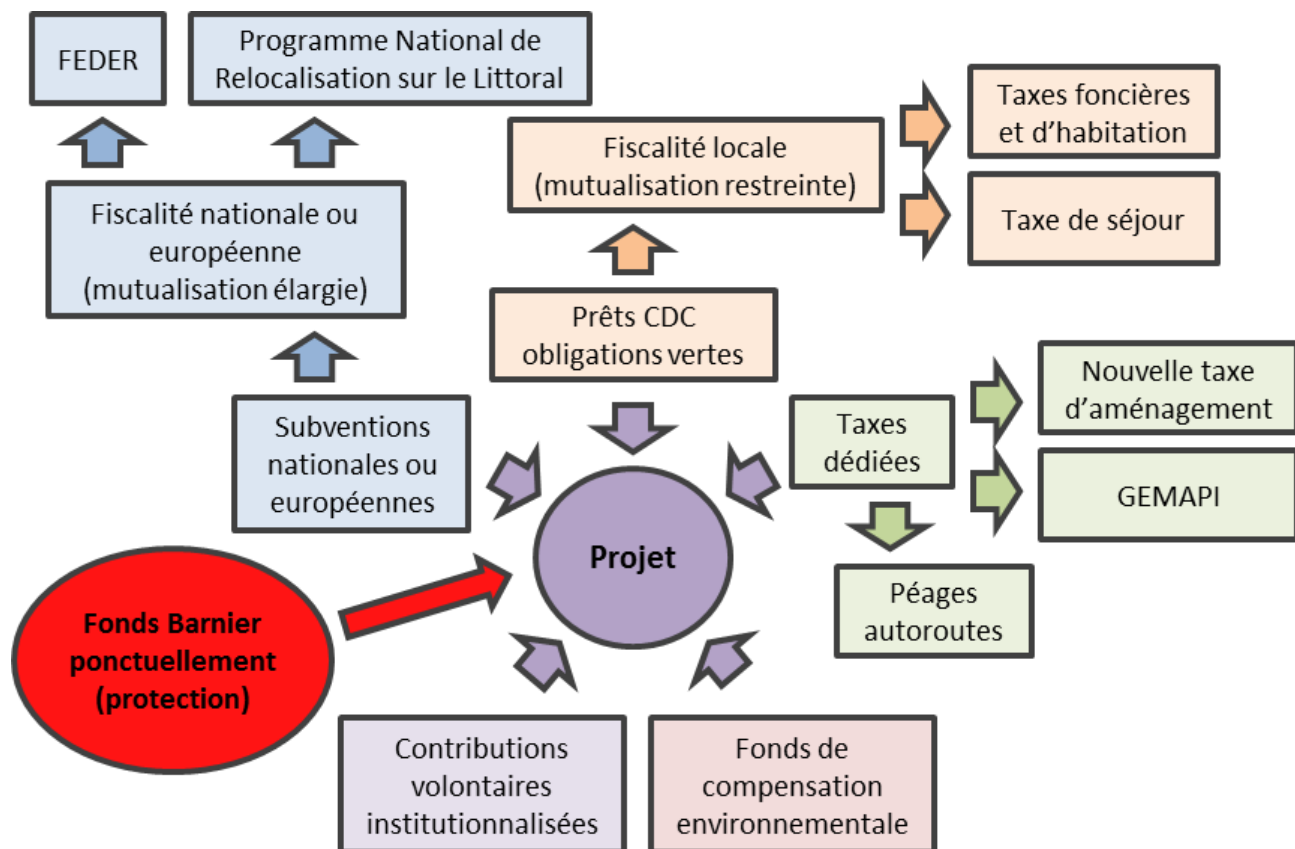 FEDER
Programme National de
Relocalisation sur le Littoral
Fiscalité nationale ou
européenne
(mutualisation élargie)
Subventions
nationales ou
européennes
Fiscalité locale
(mutualisation restreinte)
Taxes foncières
et d'habitation
Taxe de séjour
Prêts CDC
obligations vertes
Taxes
dédiées
Nouvelle taxe
d'aménagement
GEMAPI
Péages
autoroutes
Projet
Fonds Barnier
ponctuellement
(protection)
Contributions
volontaires
institutionnalisées
Fonds de
compensation
environnementale